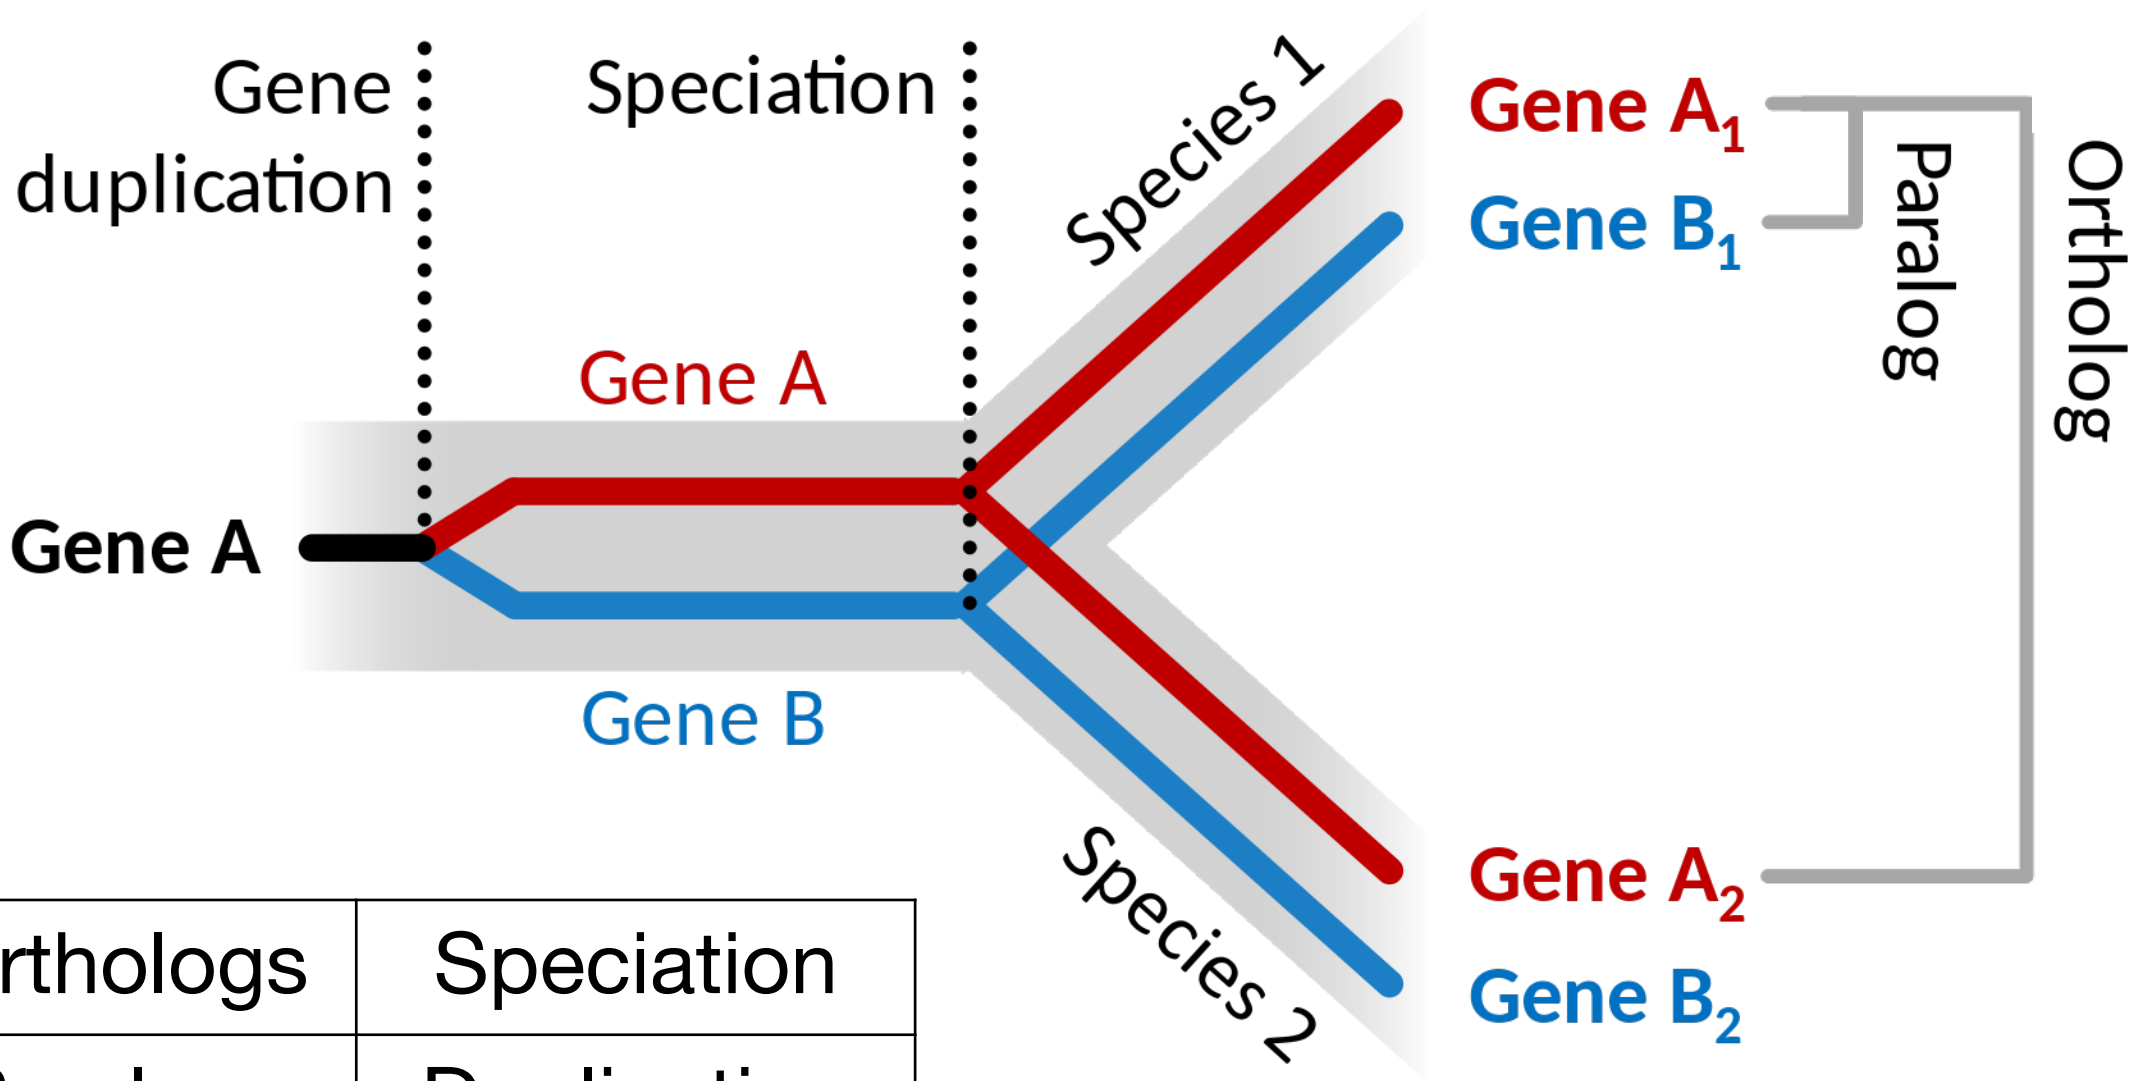 Gene
duplication
Speciation
Species 1
Gene A
Gene A
Gene B
Species 2
Gene A₁
Gene B₁
Paralog
Ortholog
Gene A₂
Gene B₂
rthologs
Speciation